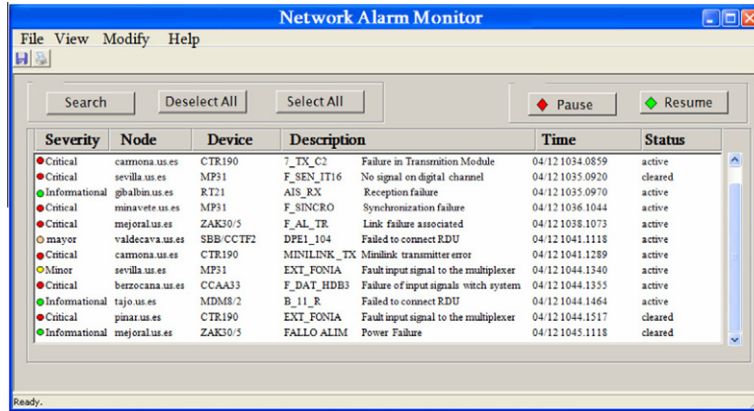 Network Alarm Monitor
File View Modify Help
Search Deselect All Select All Pause Resume
Severity Node Device Description Time Status
Critical carmona.us.es CTR190 7_TX_C2 Failure in Transmition Module 04/12 1034.0859 active
Critical sevilla.us.es MP31 F_SEN_IT16 No signal on digital channel 04/12 1035.0920 cleared
Informational gibalbin.us.es RT21 AIS_RX Reception failure 04/12 1035.0970 active
Critical minavete.us.es MP31 F_SINCRO Synchronization failure 04/12 1036.1044 active
Critical mejoral.us.es ZAK30/5 F_AL_TR Link failure associated 04/12 1038.1073 active
mayor valdecava.us.es SBB/CCTF2 DPE1_104 Failed to connect RDU 04/12 1041.1118 active
Critical carmona.us.es CTR190 MINILINK_TX Minilink transmitter error 04/12 1041.1289 active
Minor sevilla.us.es MP31 EXT_FONIA Fault input signal to the multiplexer 04/12 1044.1340 active
Critical berzocana.us.es CCAA33 F_DAT_HDB3 Failure of input signals witch system 04/12 1044.1355 active
Informational tajo.us.es MDM8/2 B_11_R Failed to connect RDU 04/12 1044.1464 active
Critical pinar.us.es CTR190 EXT_FONIA Fault input signal to the multiplexer 04/12 1044.1517 cleared
Informational mejoral.us.es ZAK30/5 FALLO ALIM Power Failure 04/12 1045.1118 cleared
Ready.